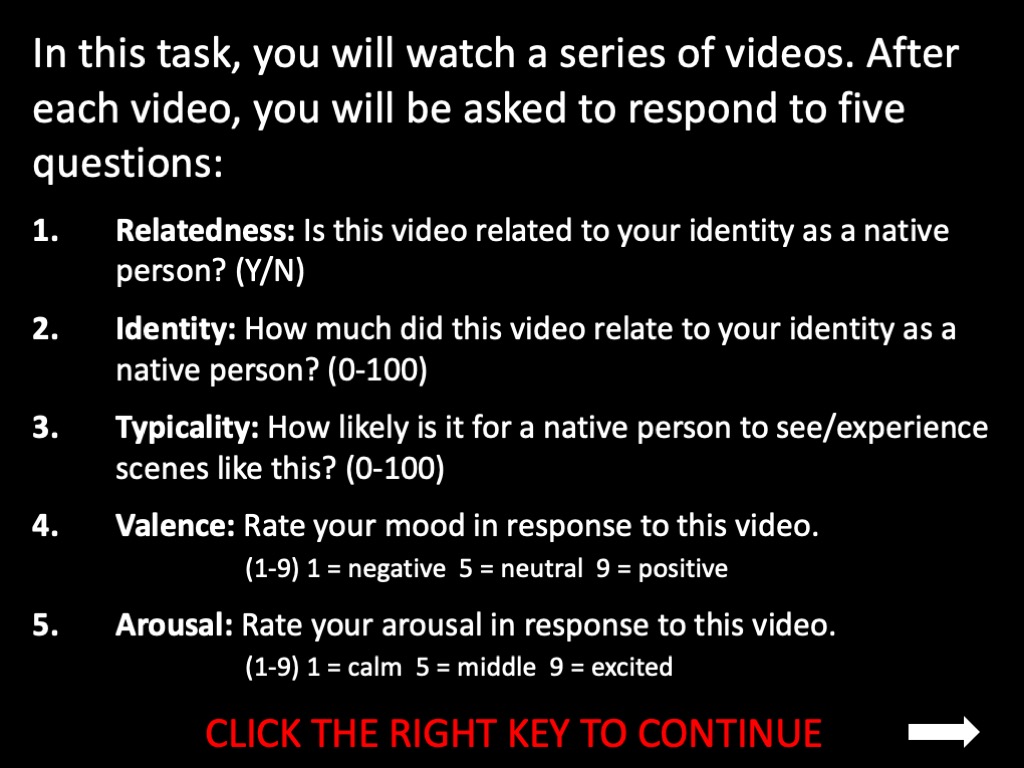 In this task, you will watch a series of videos. After
each video, you will be asked to respond to five
questions:
1. Relatedness: Is this video related to your identity as a native
person? (Y/N)
2. Identity: How much did this video relate to your identity as a
native person? (0-100)
3. Typicality: How likely is it for a native person to see/experience
scenes like this? (0-100)
4. Valence: Rate your mood in response to this video.
(1-9) 1 = negative 5 = neutral 9 = positive
5. Arousal: Rate your arousal in response to this video.
(1-9) 1 = calm 5 = middle 9 = excited
CLICK THE RIGHT KEY TO CONTINUE